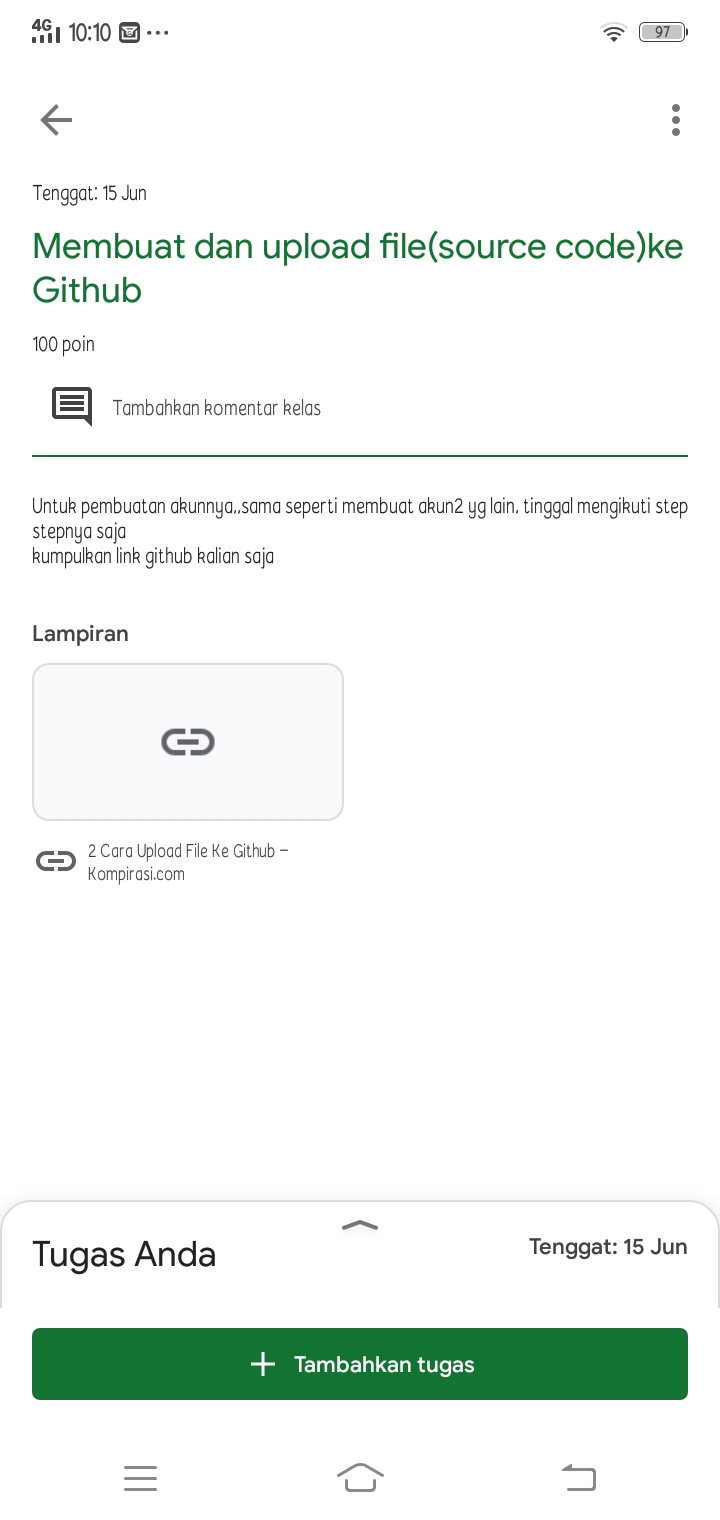 4G 10:10 97
Tenggat: 15 Jun
Membuat dan upload file(source code)ke
Github
100 poin
Tambahkan komentar kelas
Untuk pembuatan akunnya,,sama seperti membuat akun2 yg lain, tinggal mengikuti step
stepnya saja
kumpulkan link github kalian saja
Lampiran
2 Cara Upload File Ke Github –
Kompirasi.com
Tugas Anda
Tenggat: 15 Jun
Tambahkan tugas